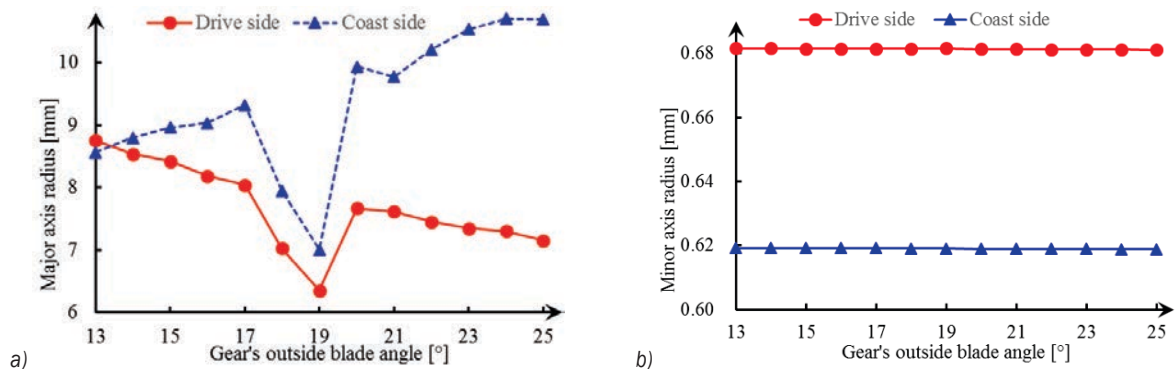 Drive side Coast side
Major axis radius [mm]
10
9
8
7
6
13 15 17 19 21 23 25
Gear's outside blade angle [°]
a)
Drive side Coast side
Minor axis radius [mm]
0.68
0.66
0.64
0.62
0.60
13 15 17 19 21 23 25
Gear's outside blade angle [°]
b)